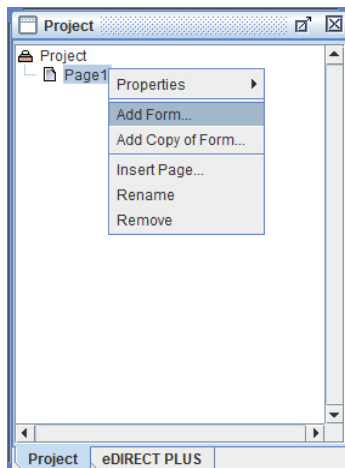 Project
Project
Page1
Properties
Add Form...
Add Copy of Form...
Insert Page...
Rename
Remove
Project eDIRECT PLUS